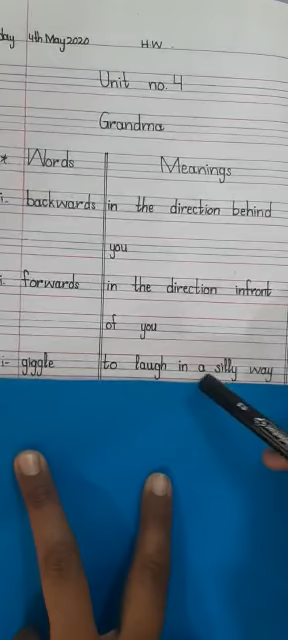 day 4th May 2020 H.W.
Unit no. 4
Grandma
* Words Meanings
i- backwards in the direction behind
you
i. forwards in the direction infront
of you
i- giggle to laugh in a silly way